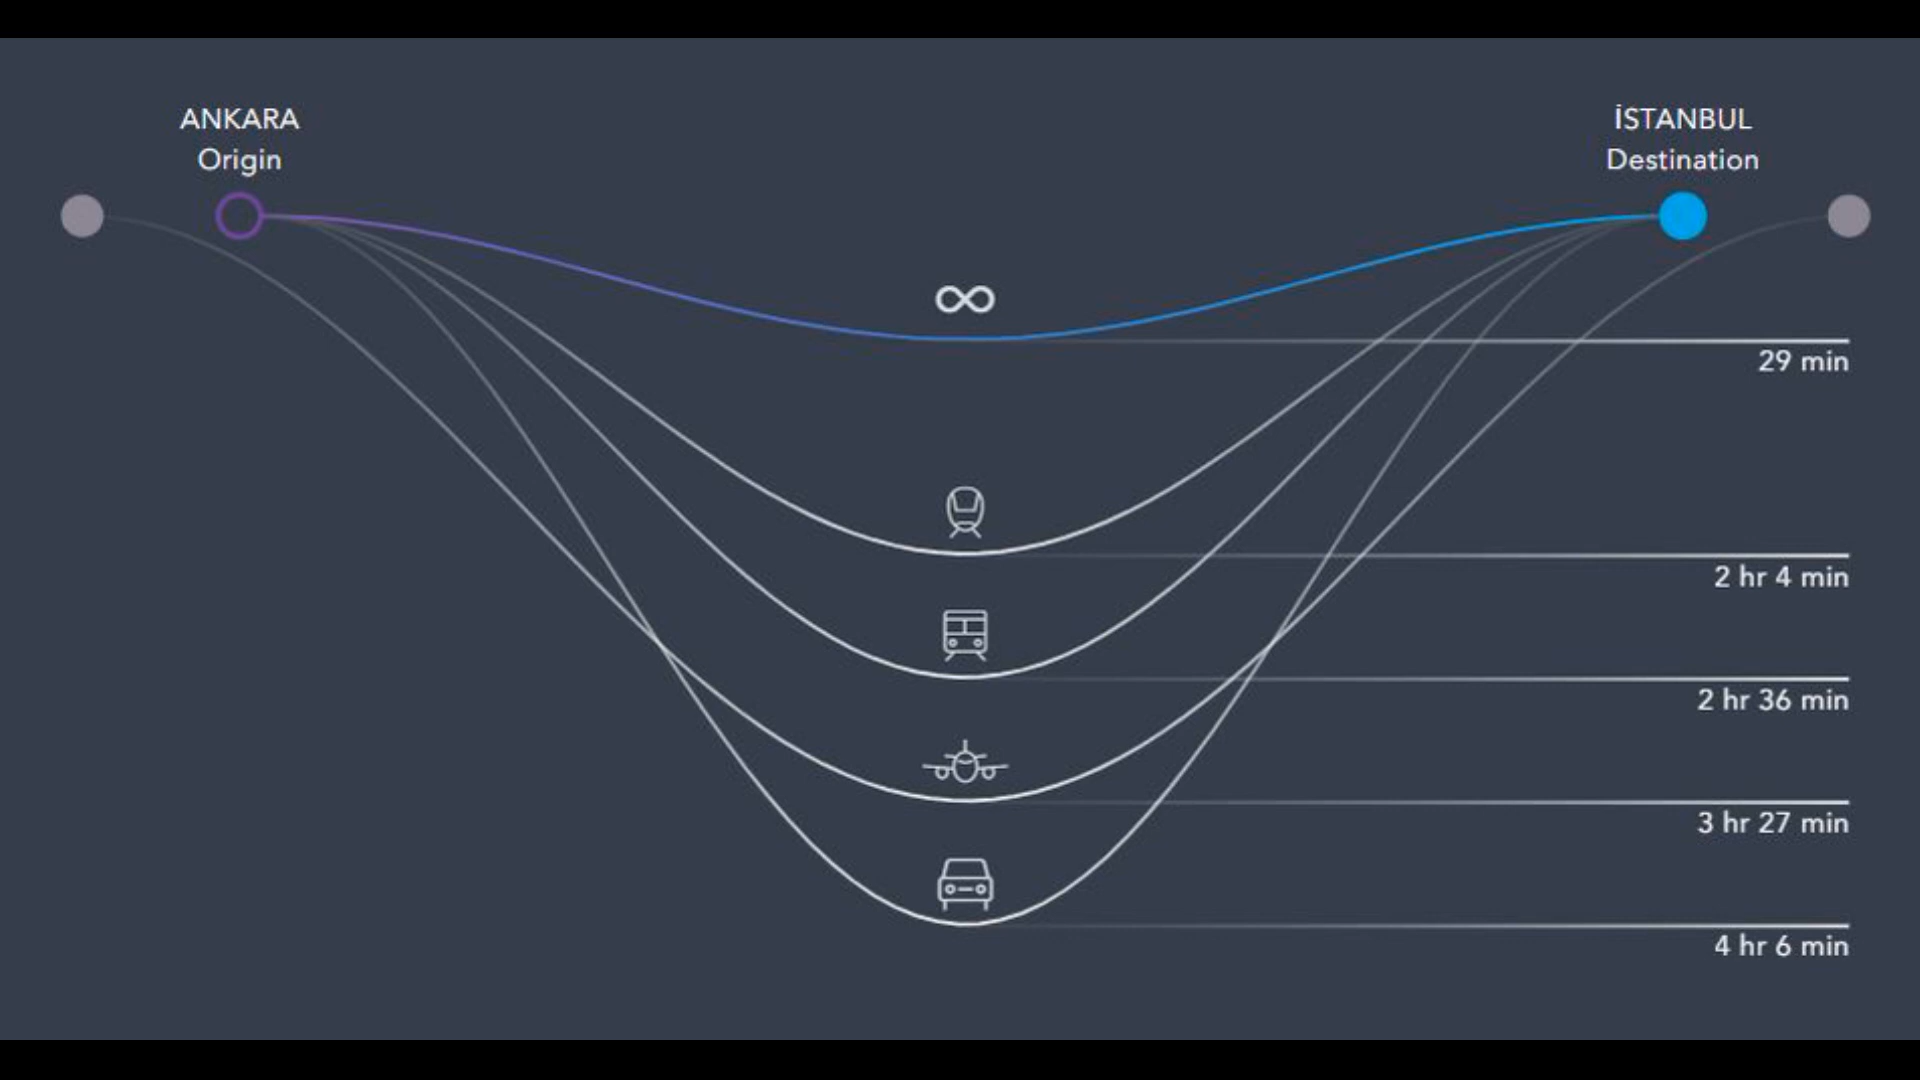 ANKARA
Origin
İSTANBUL
Destination
29 min
2 hr 4 min
2 hr 36 min
3 hr 27 min
4 hr 6 min